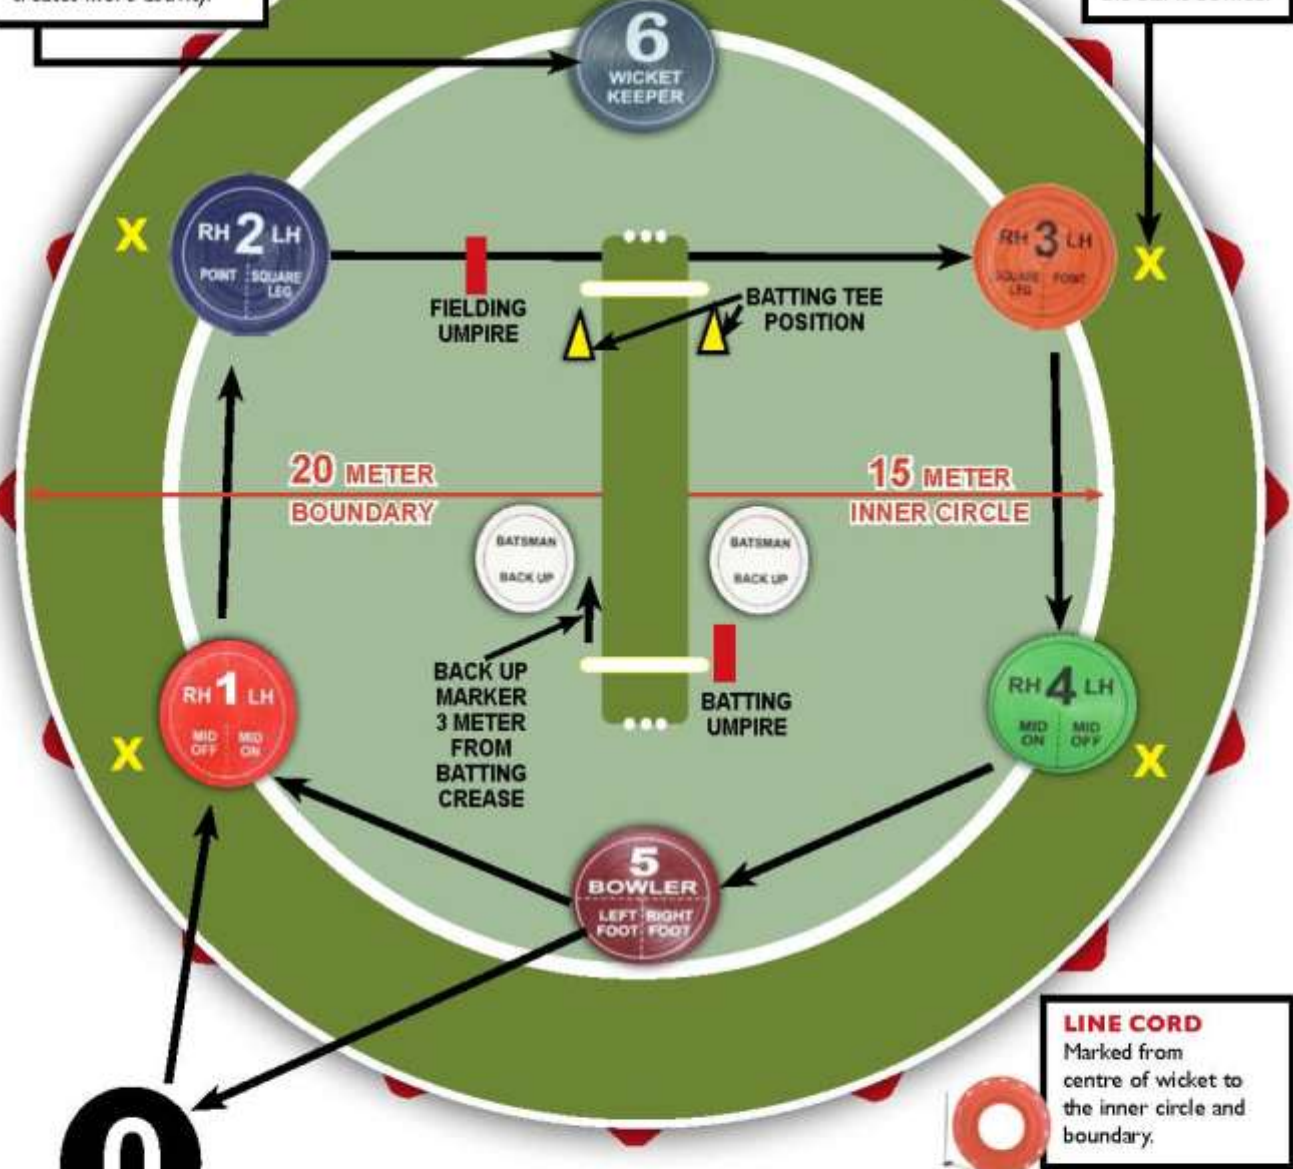 6
WICKET
KEEPER
RH 2 LH
POINT SQUARE
LEG
RH 3 LH
SQUARE POINT
LEG
X
X
FIELDING
UMPIRE
BATTING TEE
POSITION
20 METER
BOUNDARY
15 METER
INNER CIRCLE
BATSMAN
BACK UP
BATSMAN
BACK UP
BACK UP
MARKER
3 METER
FROM
BATTING
CREASE
BATTING
UMPIRE
RH 1 LH
MID MID
OFF ON
RH 4 LH
MID MID
ON OFF
X
X
5
BOWLER
LEFT RIGHT
FOOT FOOT
0
LINE CORD
Marked from
centre of wicket to
the inner circle and
boundary.